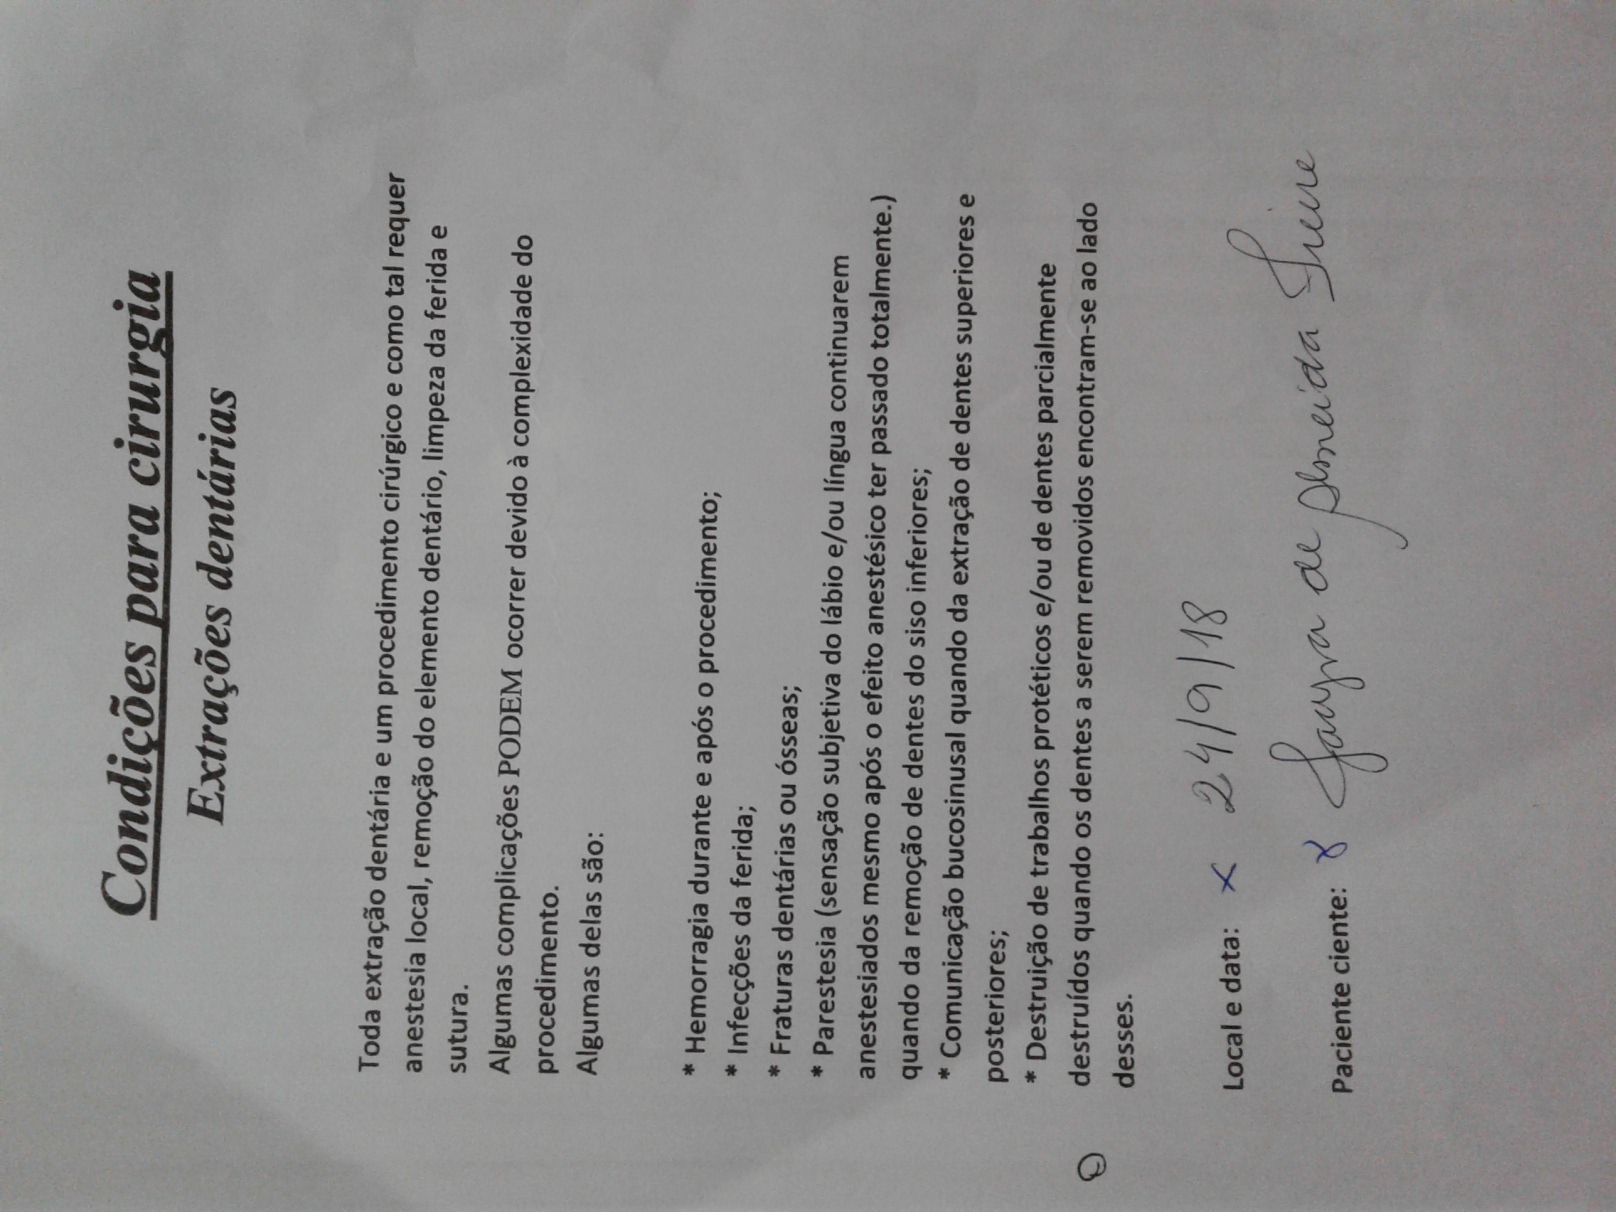 Condições para cirurgia
Extrações dentárias
Toda extração dentária e um procedimento cirúrgico e como tal requer
anestesia local, remoção do elemento dentário, limpeza da ferida e
sutura.
Algumas complicações PODEM ocorrer devido à complexidade do
procedimento.
Algumas delas são:
* Hemorragia durante e após o procedimento;
* Infecções da ferida;
* Fraturas dentárias ou ósseas;
* Parestesia (sensação subjetiva do lábio e/ou língua continuarem
anestesiados mesmo após o efeito anestésico ter passado totalmente.)
quando da remoção de dentes do siso inferiores;
* Comunicação bucosinusal quando da extração de dentes superiores e
posteriores;
* Destruição de trabalhos protéticos e/ou de dentes parcialmente
destruídos quando os dentes a serem removidos encontram-se ao lado
desses.
Local e data: x 24/9/18
Paciente ciente: x de Almeida Freire